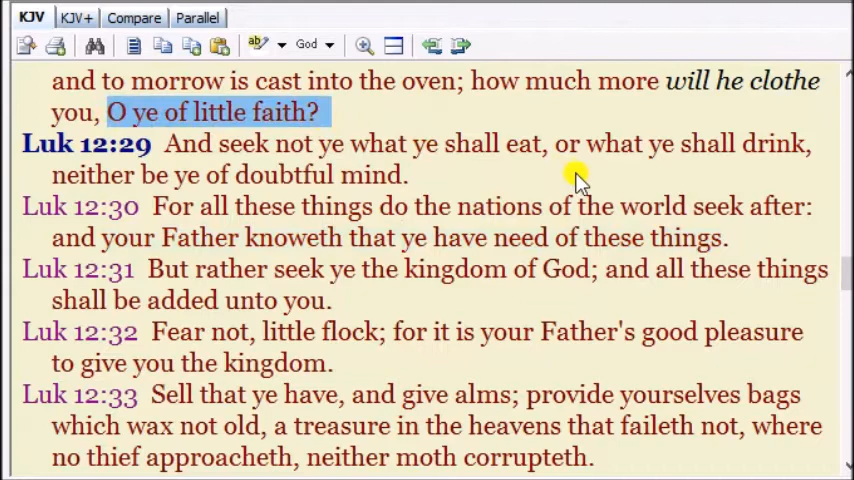 KJV KJV+ Compare Parallel
God
and to morrow is cast into the oven; how much more will he clothe
you, O ye of little faith?
Luk 12:29 And seek not ye what ye shall eat, or what ye shall drink,
neither be ye of doubtful mind.
Luk 12:30 For all these things do the nations of the world seek after:
and your Father knoweth that ye have need of these things.
Luk 12:31 But rather seek ye the kingdom of God; and all these things
shall be added unto you.
Luk 12:32 Fear not, little flock; for it is your Father's good pleasure
to give you the kingdom.
Luk 12:33 Sell that ye have, and give alms; provide yourselves bags
which wax not old, a treasure in the heavens that faileth not, where
no thief approacheth, neither moth corrupteth.